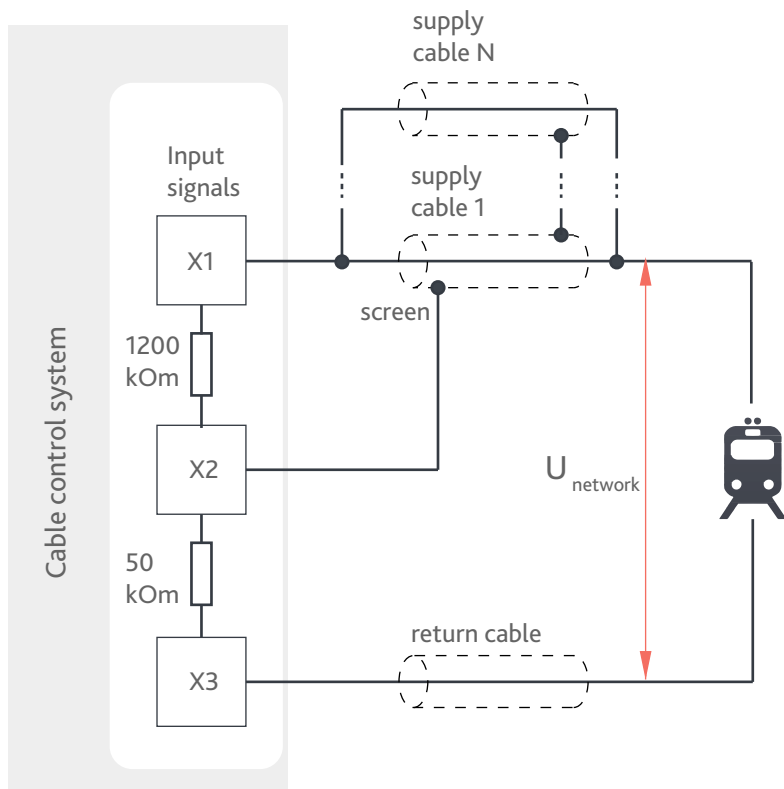 supply
cable N
Input
signals
supply
cable 1
X1
screen
1200
kOm
Cable control system
X2
U network
50
kOm
return cable
X3